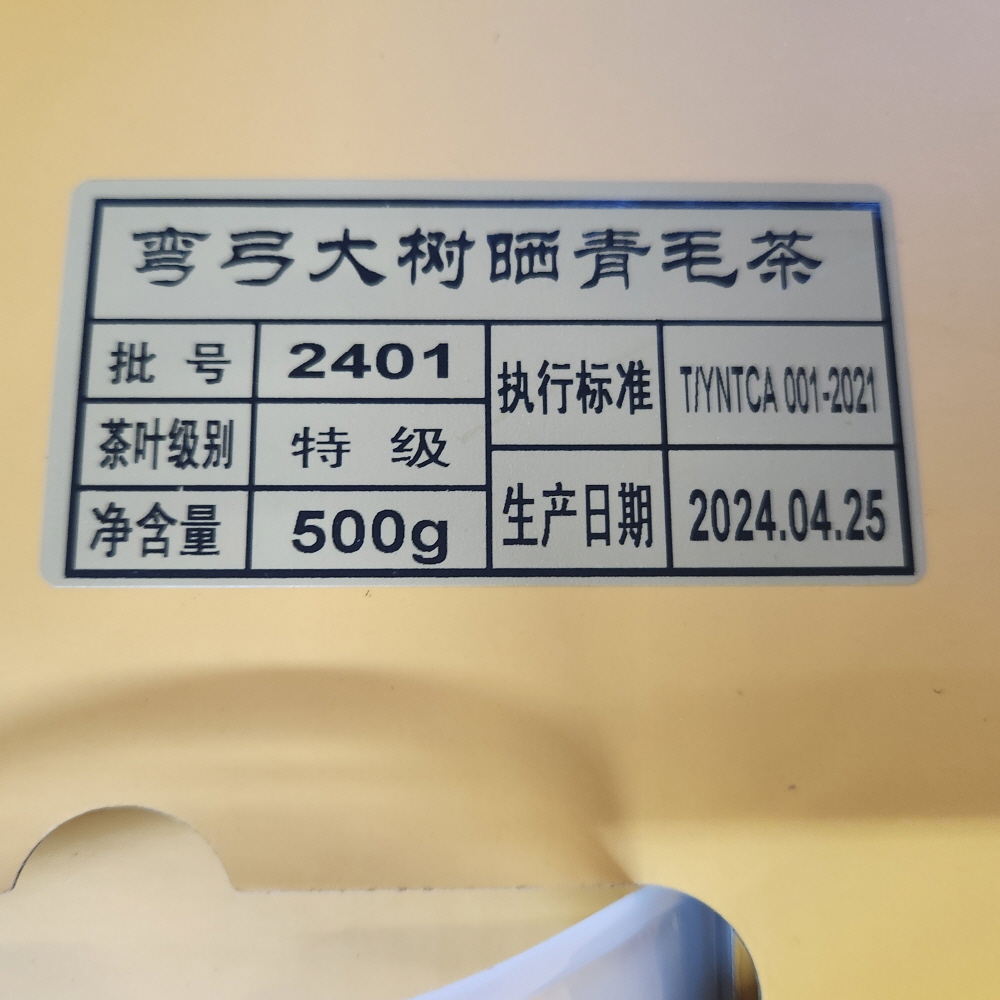 弯弓大树晒青毛茶
批号 2401
执行标准 T/YNTCA 001-2021
茶叶级别 特级
净含量 500g
生产日期 2024.04.25